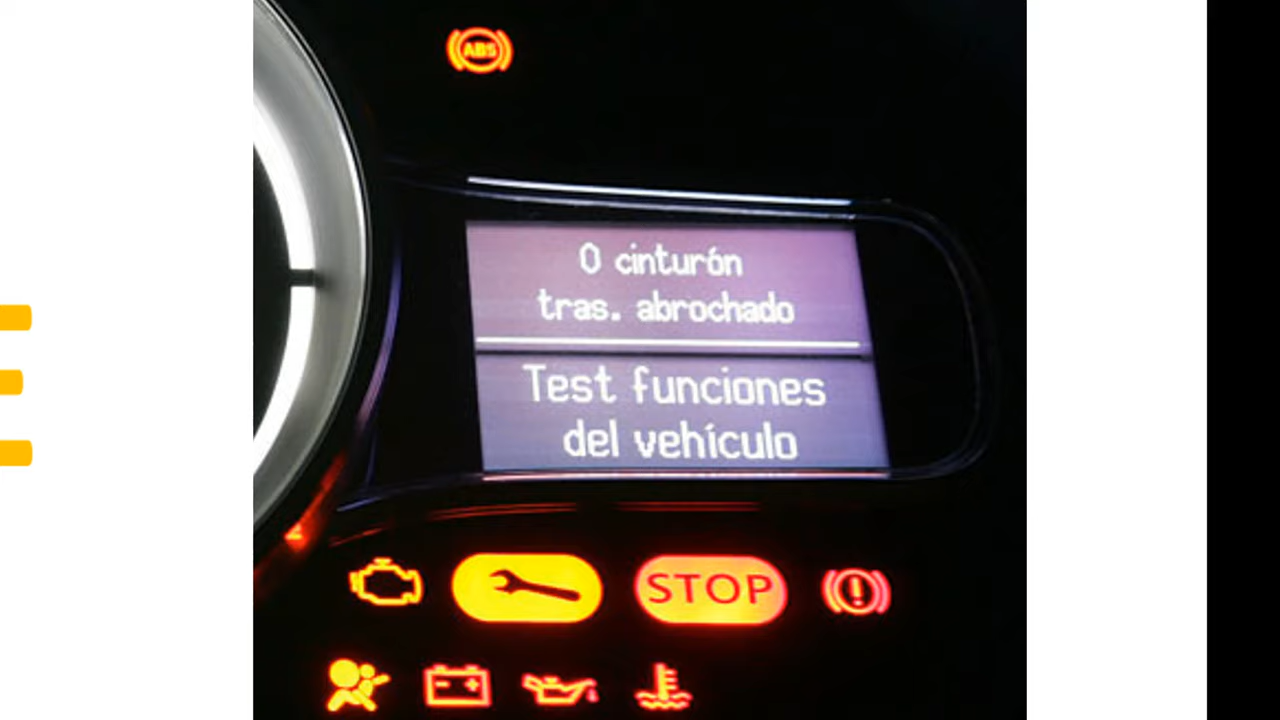 ABS
0 cinturón
tras. abrochado
Test funciones
del vehículo
STOP